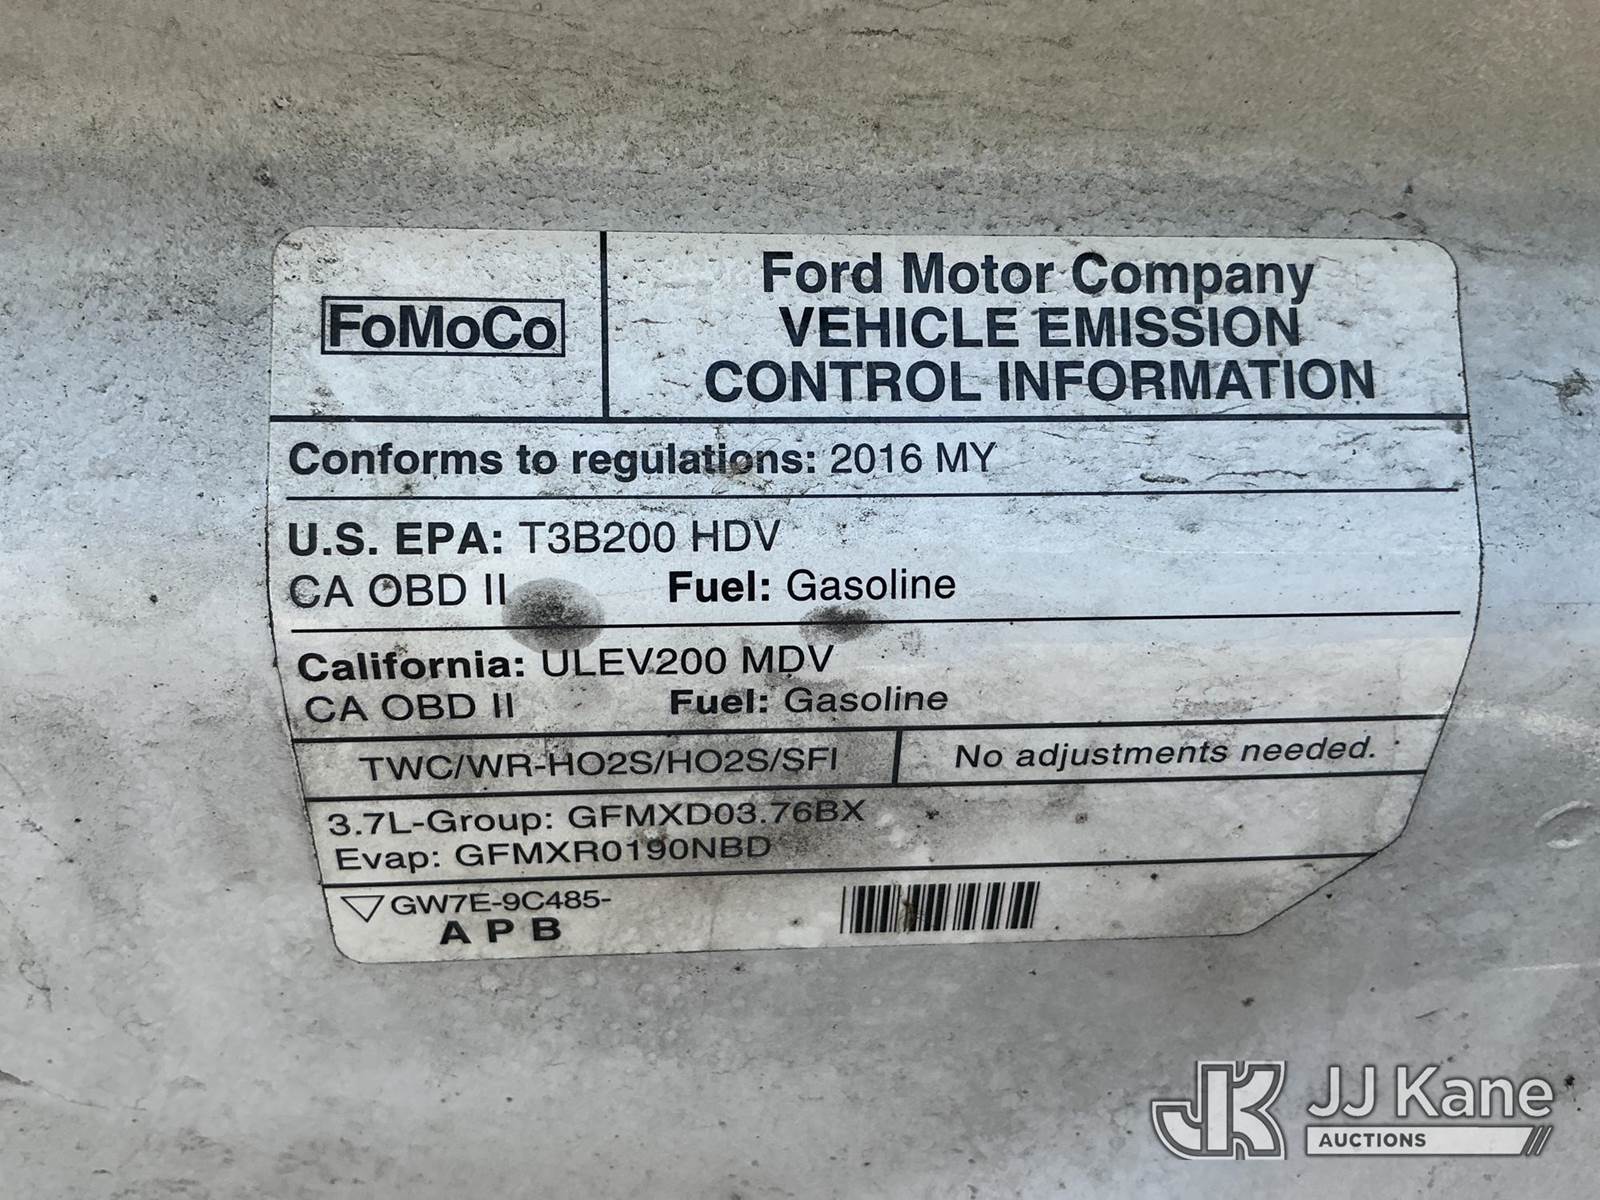 FoMoCo
Ford Motor Company
VEHICLE EMISSION
CONTROL INFORMATION
Conforms to regulations: 2016 MY
U.S. EPA: T3B200 HDV
CA OBD II Fuel: Gasoline
California: ULEV200 MDV
CA OBD II Fuel: Gasoline
TWC/WR-HO2S/HO2S/SFI
No adjustments needed.
3.7L-Group: GFMXD03.76BX
Evap: GFMXR0190NBD
GW7E-9C485-
A P B
JK JJ Kane
AUCTIONS